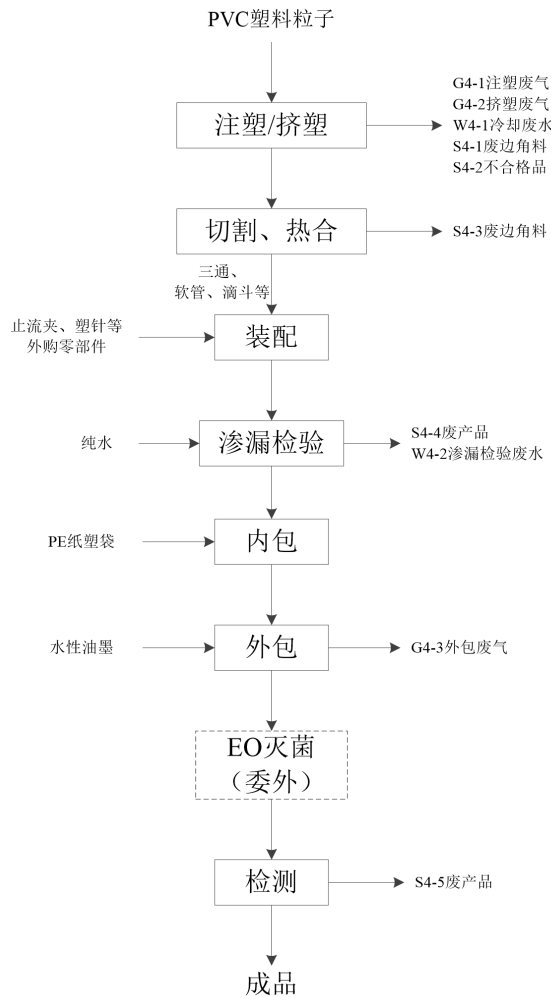 PVC塑料粒子
注塑/挤塑
G4-1注塑废气
G4-2挤塑废气
W4-1冷却废水
S4-1废边角料
S4-2不合格品
切割、热合
S4-3废边角料
三通、
软管、滴斗等
止流夹、塑针等
外购零部件
装配
纯水
渗漏检验
S4-4废产品
W4-2渗漏检验废水
PE纸塑袋
内包
水性油墨
外包
G4-3外包废气
EO灭菌
（委外）
检测
S4-5废产品
成品